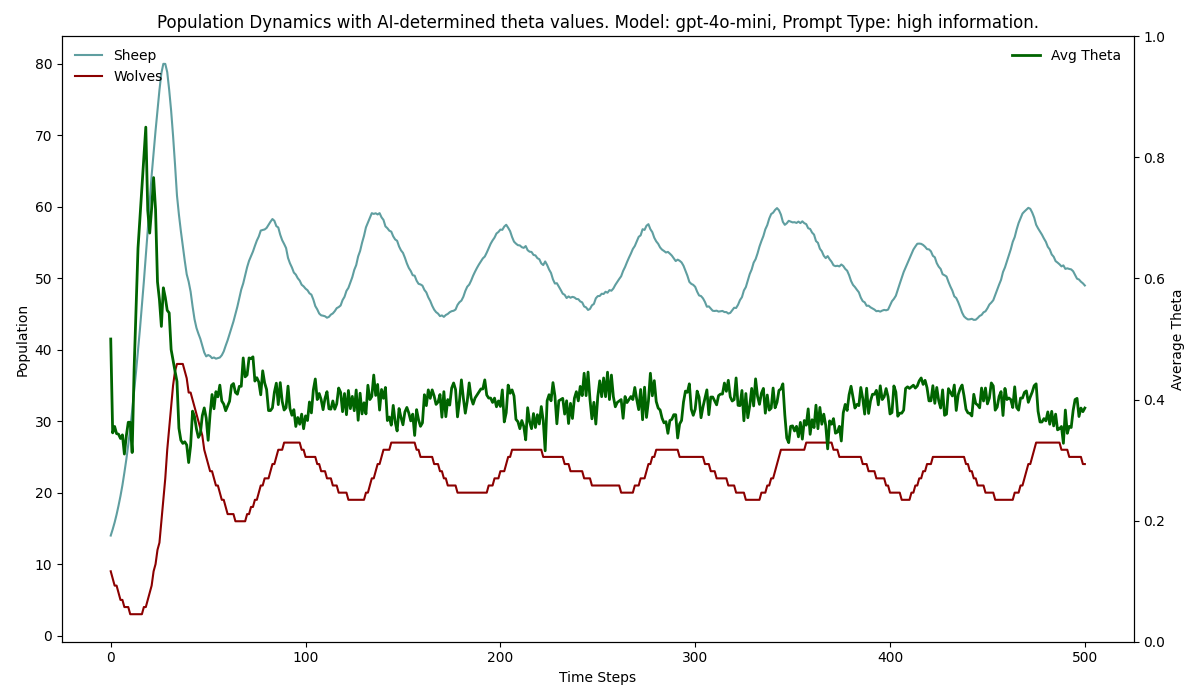 Population Dynamics with AI-determined theta values. Model: gpt-4o-mini, Prompt Type: high information.
Sheep
Wolves
Avg Theta
Population
80
70
60
50
40
30
20
10
0
1.0
0.8
0.6
0.4
0.2
0.0
Average Theta
0 100 200 300 400 500
Time Steps